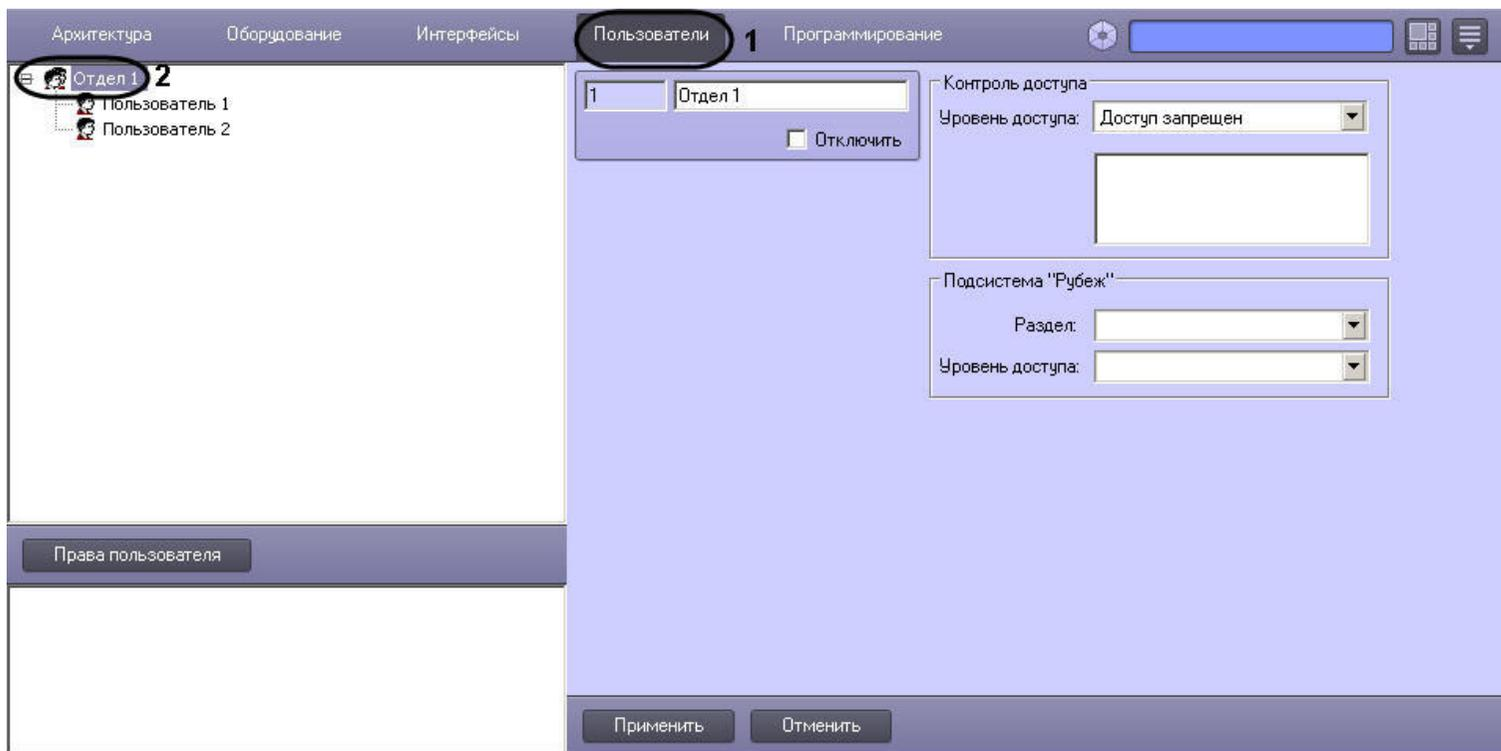 Архитектура Оборудование Интерфейсы Пользователи 1 Программирование
Отдел 1 2
Пользователь 1
Пользователь 2
1 Отдел 1
Отключить
Контроль доступа
Уровень доступа: Доступ запрещен
Подсистема "Рубеж"
Раздел:
Уровень доступа:
Права пользователя
Применить Отменить